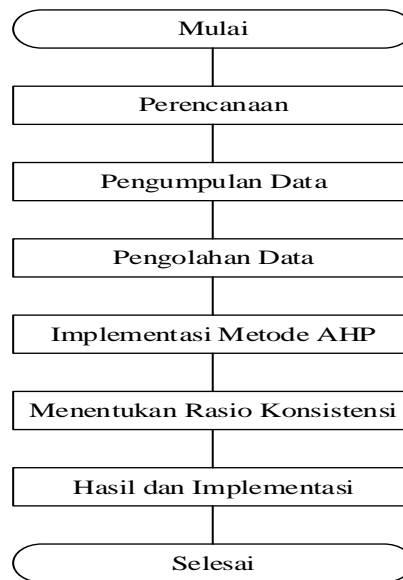 Mulai
Perencanaan
Pengumpulan Data
Pengolahan Data
Implementasi Metode AHP
Menentukan Rasio Konsistensi
Hasil dan Implementasi
Selesai